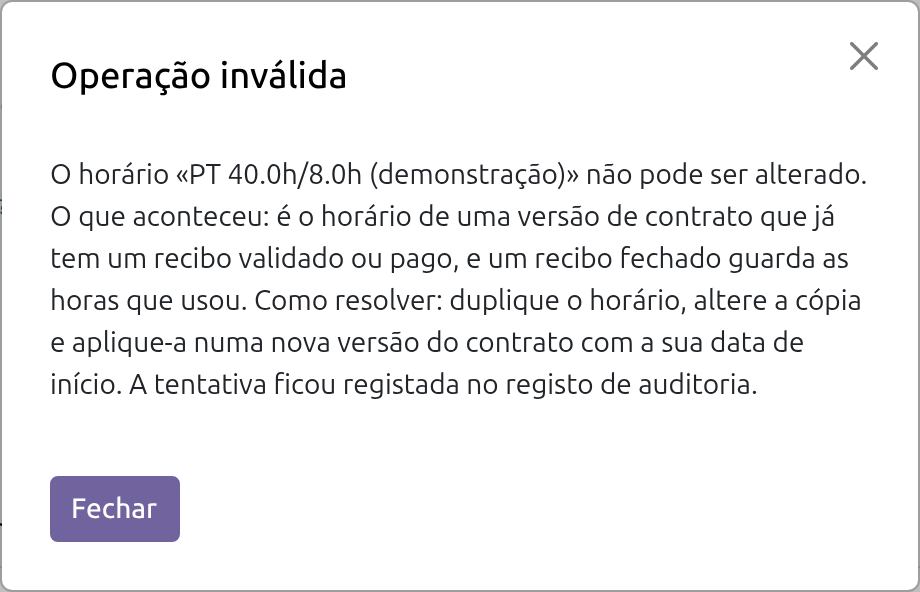 Operação inválida
O horário «PT 40.0h/8.0h (demonstração)» não pode ser alterado.
O que aconteceu: é o horário de uma versão de contrato que já
tem um recibo validado ou pago, e um recibo fechado guarda as
horas que usou. Como resolver: duplique o horário, altere a cópia
e aplique-a numa nova versão do contrato com a sua data de
início. A tentativa ficou registada no registo de auditoria.
Fechar